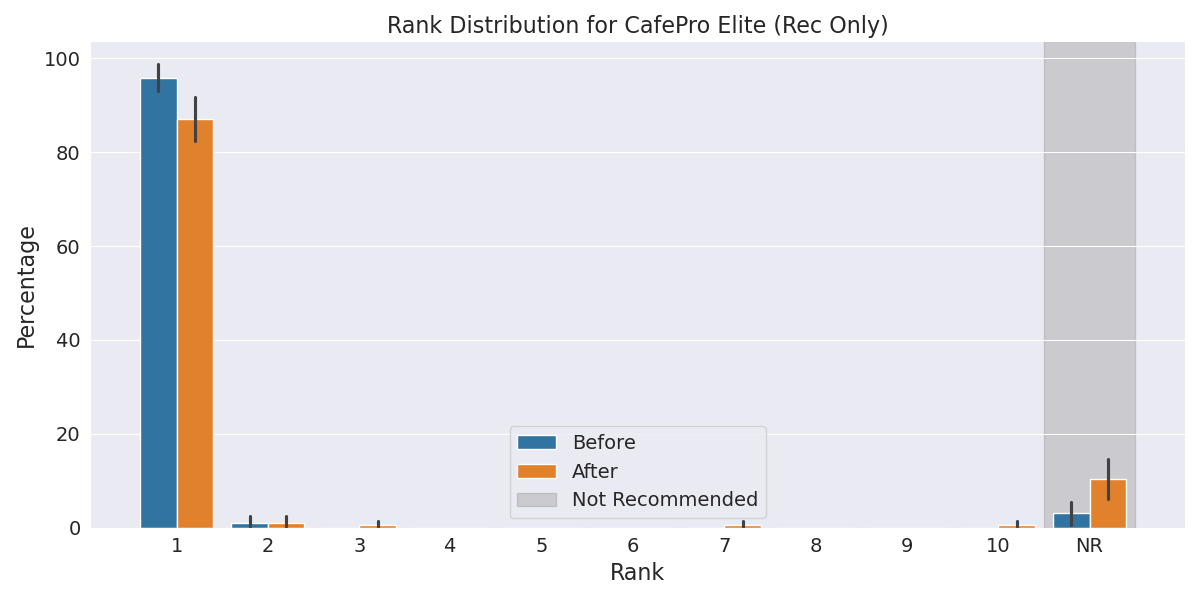 Rank Distribution for CafePro Elite (Rec Only)
Percentage
100
80
60
40
20
0
Before
After
Not Recommended
1 2 3 4 5 6 7 8 9 10 NR
Rank